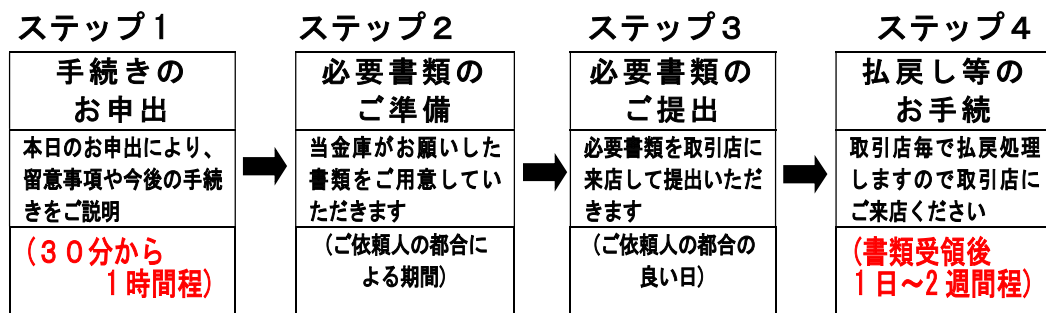 ステップ１
手続きの
お申出
本日のお申出により、
留意事項や今後の手続
きをご説明
(３０分から
１時間程)
ステップ２
必要書類の
ご準備
当金庫がお願いした
書類をご用意してい
ただきます
(ご依頼人の都合に
よる期間)
ステップ３
必要書類の
ご提出
必要書類を取引店に
来店して提出いただ
きます
(ご依頼人の都合の
良い日)
ステップ４
払戻し等の
お手続
取引店毎で払戻処理
しますので取引店に
ご来店ください
(書類受領後
１日～２週間程)